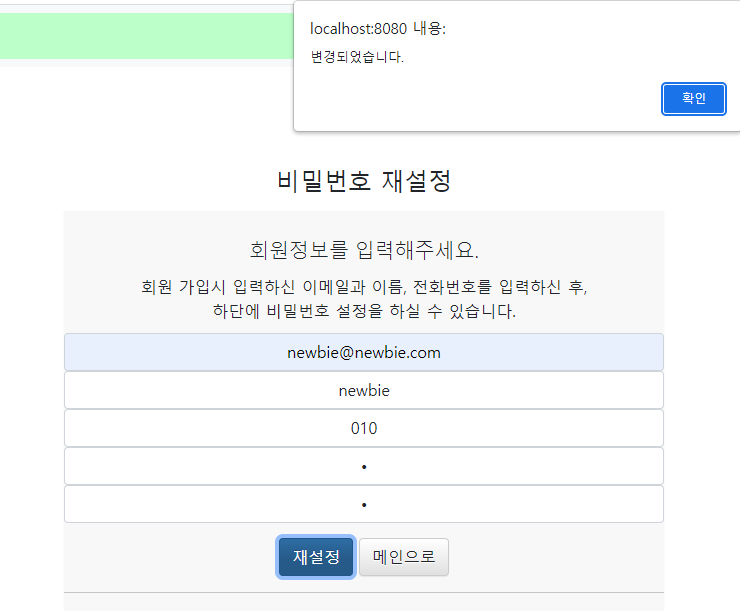 localhost:8080 내용:
변경되었습니다.
확인
비밀번호 재설정
회원정보를 입력해주세요.
회원 가입시 입력하신 이메일과 이름, 전화번호를 입력하신 후,
하단에 비밀번호 설정을 하실 수 있습니다.
newbie@newbie.com
newbie
010
•
•
재설정 메인으로